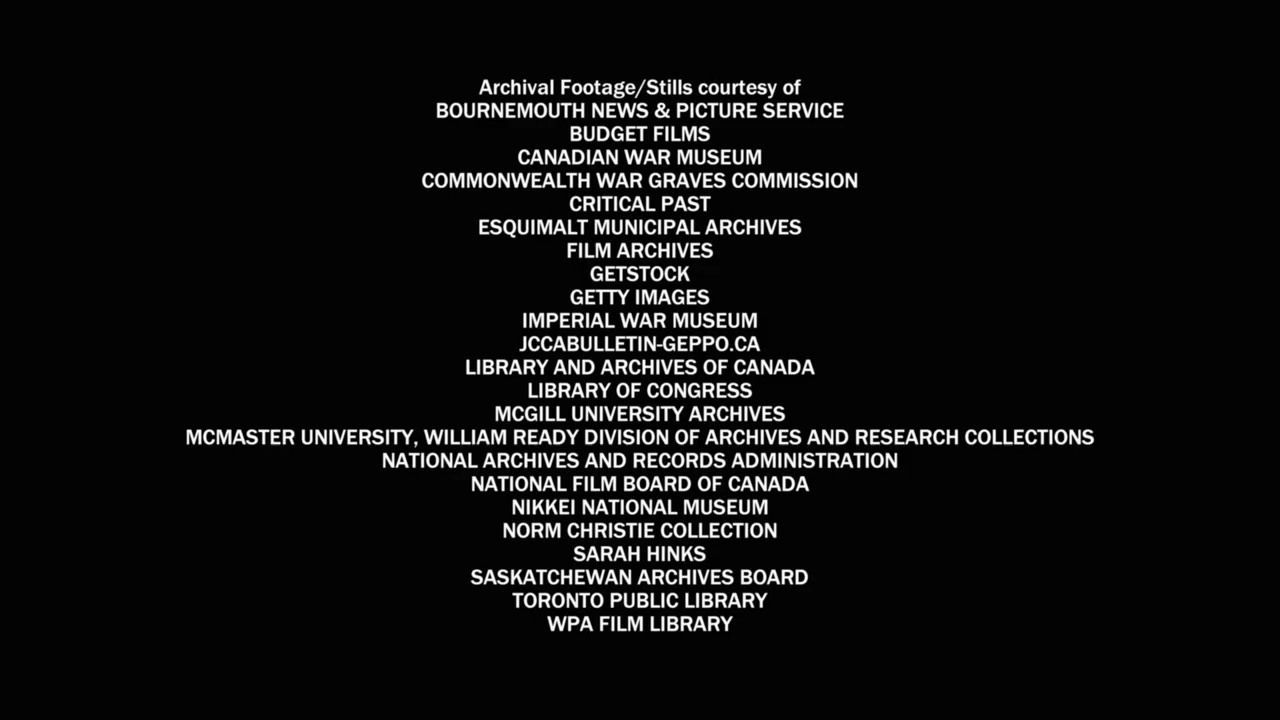 Archival Footage/Stills courtesy of
BOURNEMOUTH NEWS & PICTURE SERVICE
BUDGET FILMS
CANADIAN WAR MUSEUM
COMMONWEALTH WAR GRAVES COMMISSION
CRITICAL PAST
ESQUIMALT MUNICIPAL ARCHIVES
FILM ARCHIVES
GETSTOCK
GETTY IMAGES
IMPERIAL WAR MUSEUM
JCCABULLETIN-GEPPO.CA
LIBRARY AND ARCHIVES OF CANADA
LIBRARY OF CONGRESS
MCGILL UNIVERSITY ARCHIVES
MCMASTER UNIVERSITY, WILLIAM READY DIVISION OF ARCHIVES AND RESEARCH COLLECTIONS
NATIONAL ARCHIVES AND RECORDS ADMINISTRATION
NATIONAL FILM BOARD OF CANADA
NIKKEI NATIONAL MUSEUM
NORM CHRISTIE COLLECTION
SARAH HINKS
SASKATCHEWAN ARCHIVES BOARD
TORONTO PUBLIC LIBRARY
WPA FILM LIBRARY